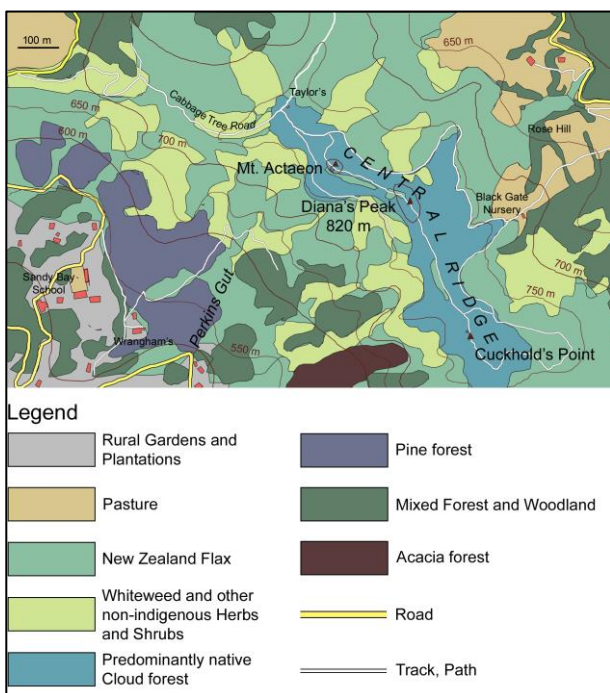 100 m
650 m
650 m
Cabbage Tree Road
Taylor's
600 m
700 m
Rose Hill
Mt. Actaeon
CENTRAL RIDGE
Diana's Peak
820 m
Black Gate
Nursery
Sandy Bay
School
Perkins Gut
700 m
750 m
Wrangham's
550 m
Cuckhold's Point
Legend
Rural Gardens and
Plantations
Pasture
New Zealand Flax
Whiteweed and other
non-indigenous Herbs
and Shrubs
Predominantly native
Cloud forest
Pine forest
Mixed Forest and Woodland
Acacia forest
Road
Track, Path